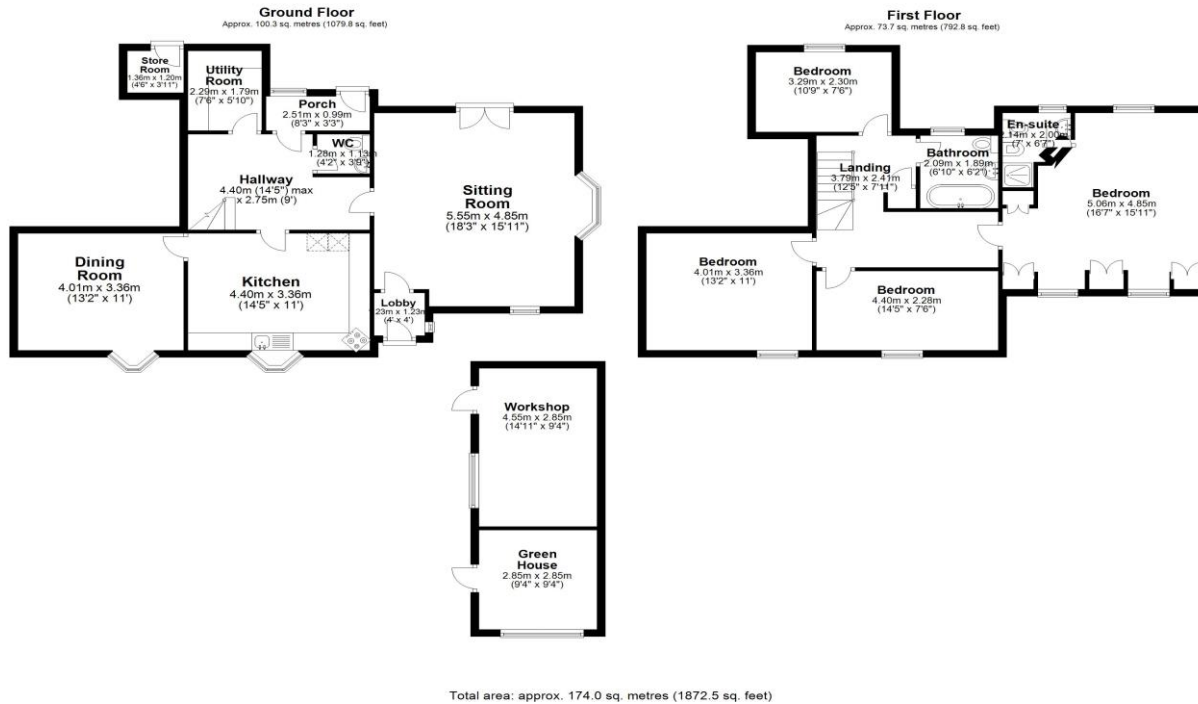 Ground Floor
Approx. 100.3 sq. metres (1079.8 sq. feet)
Store
Room
1.36m x 1.20m
(4'6" x 3'11")
Utility
Room
2.29m x 1.79m
(7'6" x 5'10")
Porch
2.51m x 0.99m
(8'3" x 3'3")
WC
1.28m x 1.13m
(4'2" x 3'9")
Hallway
4.40m (14'5") max
x 2.75m (9')
Sitting
Room
5.55m x 4.85m
(18'3" x 15'11")
Dining
Room
4.01m x 3.36m
(13'2" x 11')
Kitchen
4.40m x 3.36m
(14'5" x 11')
Lobby
.23m x 1.23m
(4' x 4')
Workshop
4.55m x 2.85m
(14'11" x 9'4")
Green
House
2.85m x 2.85m
(9'4" x 9'4")
First Floor
Approx. 73.7 sq. metres (792.8 sq. feet)
Bedroom
3.29m x 2.30m
(10'9" x 7'6")
En-suite
.14m x 2.00m
(7' x 6'7")
Bathroom
2.09m x 1.89m
(6'10" x 6'2")
Landing
3.79m x 2.41m
(12'5" x 7'11")
Bedroom
5.06m x 4.85m
(16'7" x 15'11")
Bedroom
4.01m x 3.36m
(13'2" x 11')
Bedroom
4.40m x 2.28m
(14'5" x 7'6")
Total area: approx. 174.0 sq. metres (1872.5 sq. feet)